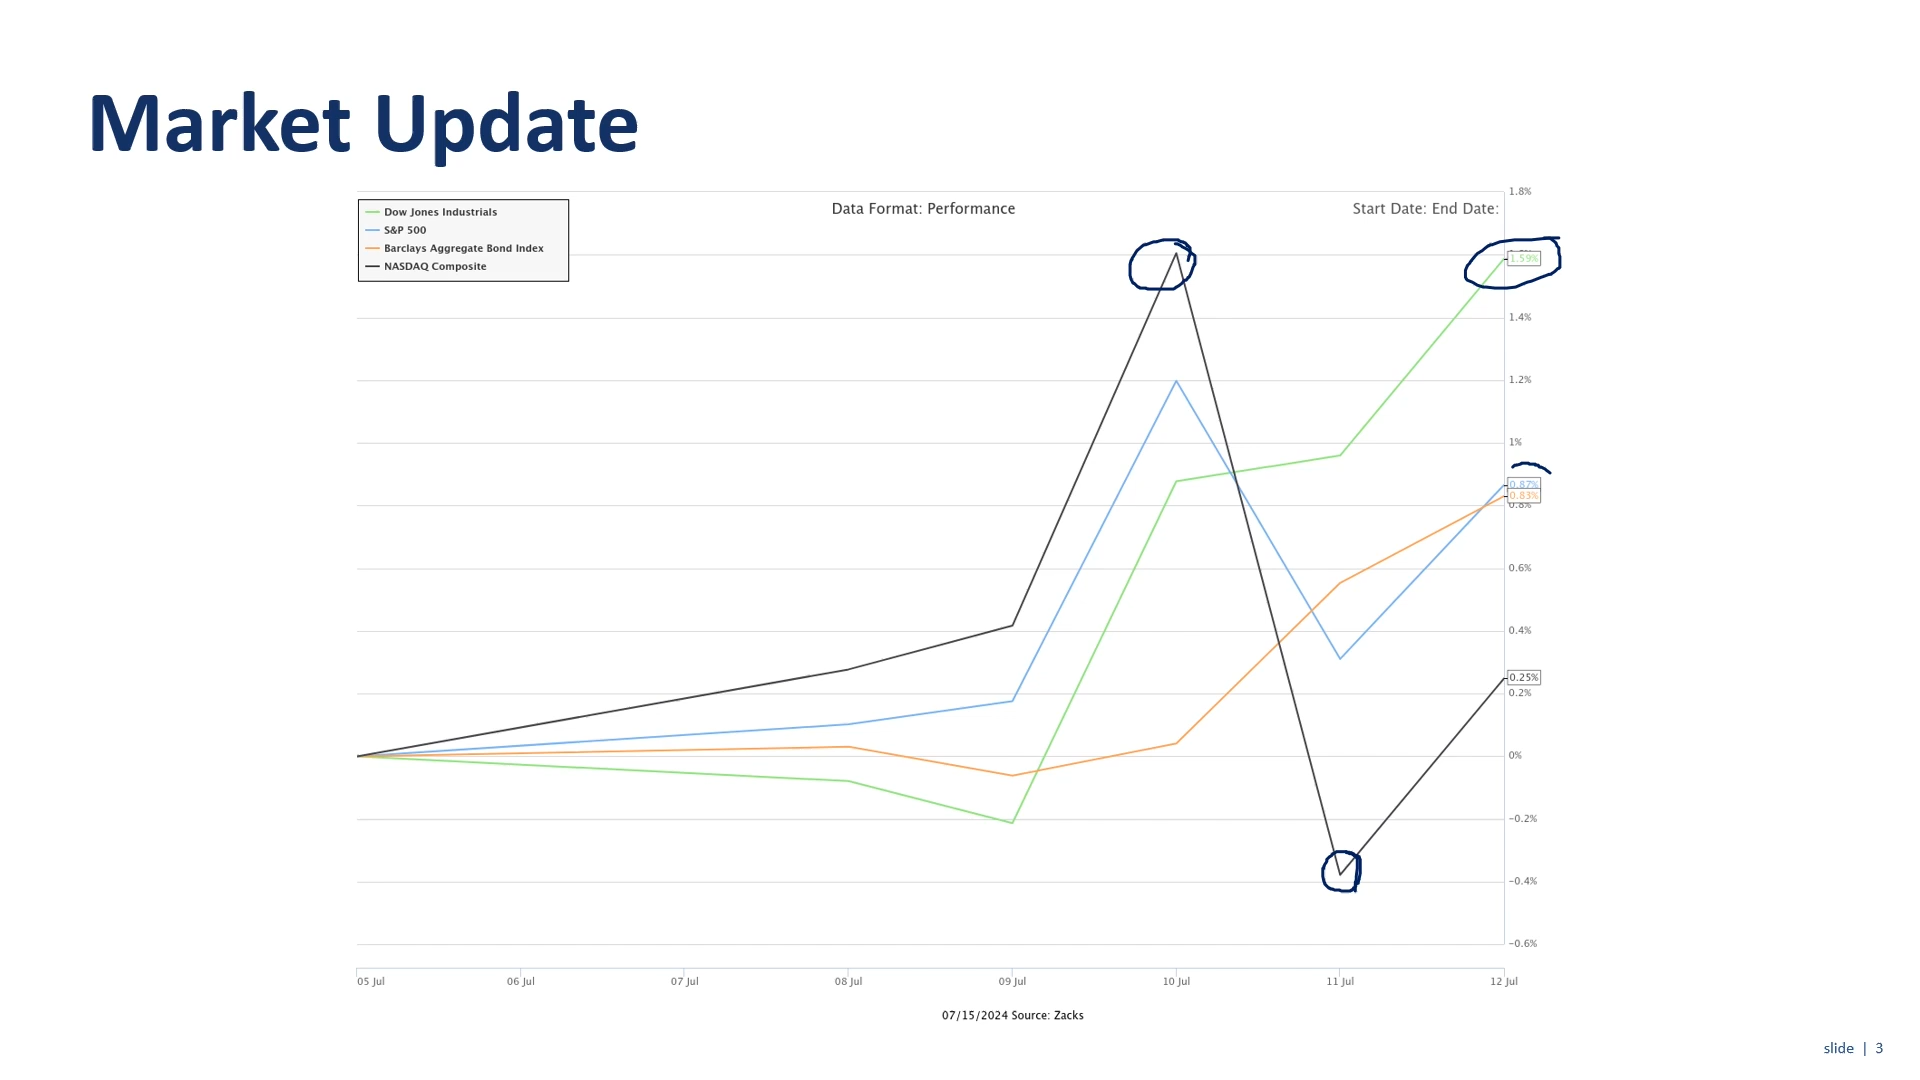 Market Update
Dow Jones Industrials
S&P 500
Barclays Aggregate Bond Index
NASDAQ Composite
Data Format: Performance
Start Date: End Date:
1.8%
1.59%
1.4%
1.2%
1%
0.87%
0.83%
0.8%
0.6%
0.4%
0.25%
0.2%
0%
−0.2%
−0.4%
−0.6%
05 Jul 06 Jul 07 Jul 08 Jul 09 Jul 10 Jul 11 Jul 12 Jul
07/15/2024 Source: Zacks
slide | 3